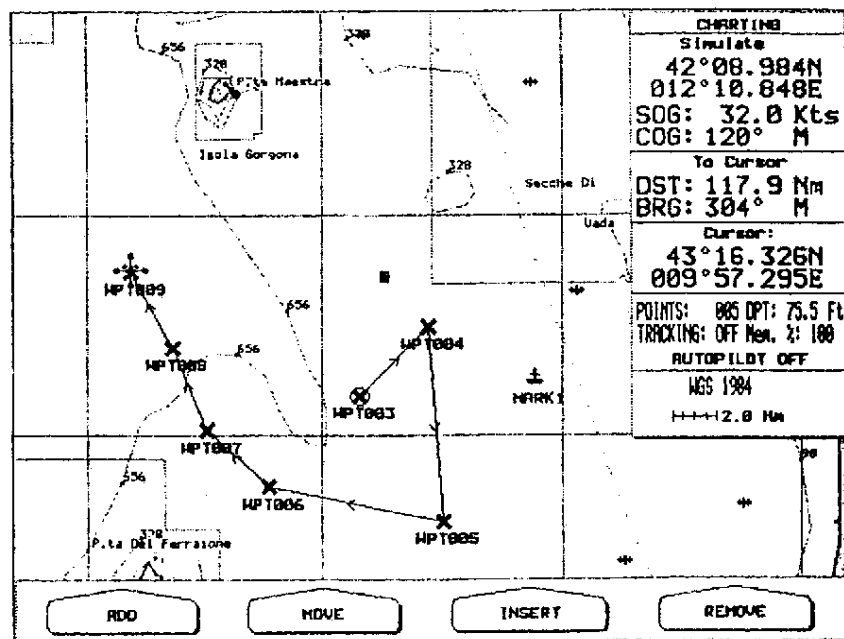 CHARTING
Simulate
42°08.984N
012°10.848E
SOG: 32.0 Kts
COG: 120° M
To Cursor
DST: 117.9 Nm
BRG: 304° M
Cursor:
43°16.326N
009°57.295E
POINTS: 005 DPT: 75.5 Ft
TRACKING: OFF Mem. %: 100
AUTOPILOT OFF
WGS 1984
2.0 Nm
656
328
328
P.ta Maestra
Isola Gorgona
328
Secche Di
Vada
WPT009
656
WPT004
WPT008
656
WPT003
MARK1
WPT007
656
WPT006
WPT005
328
P.ta Del Ferraione
ADD
MOVE
INSERT
REMOVE